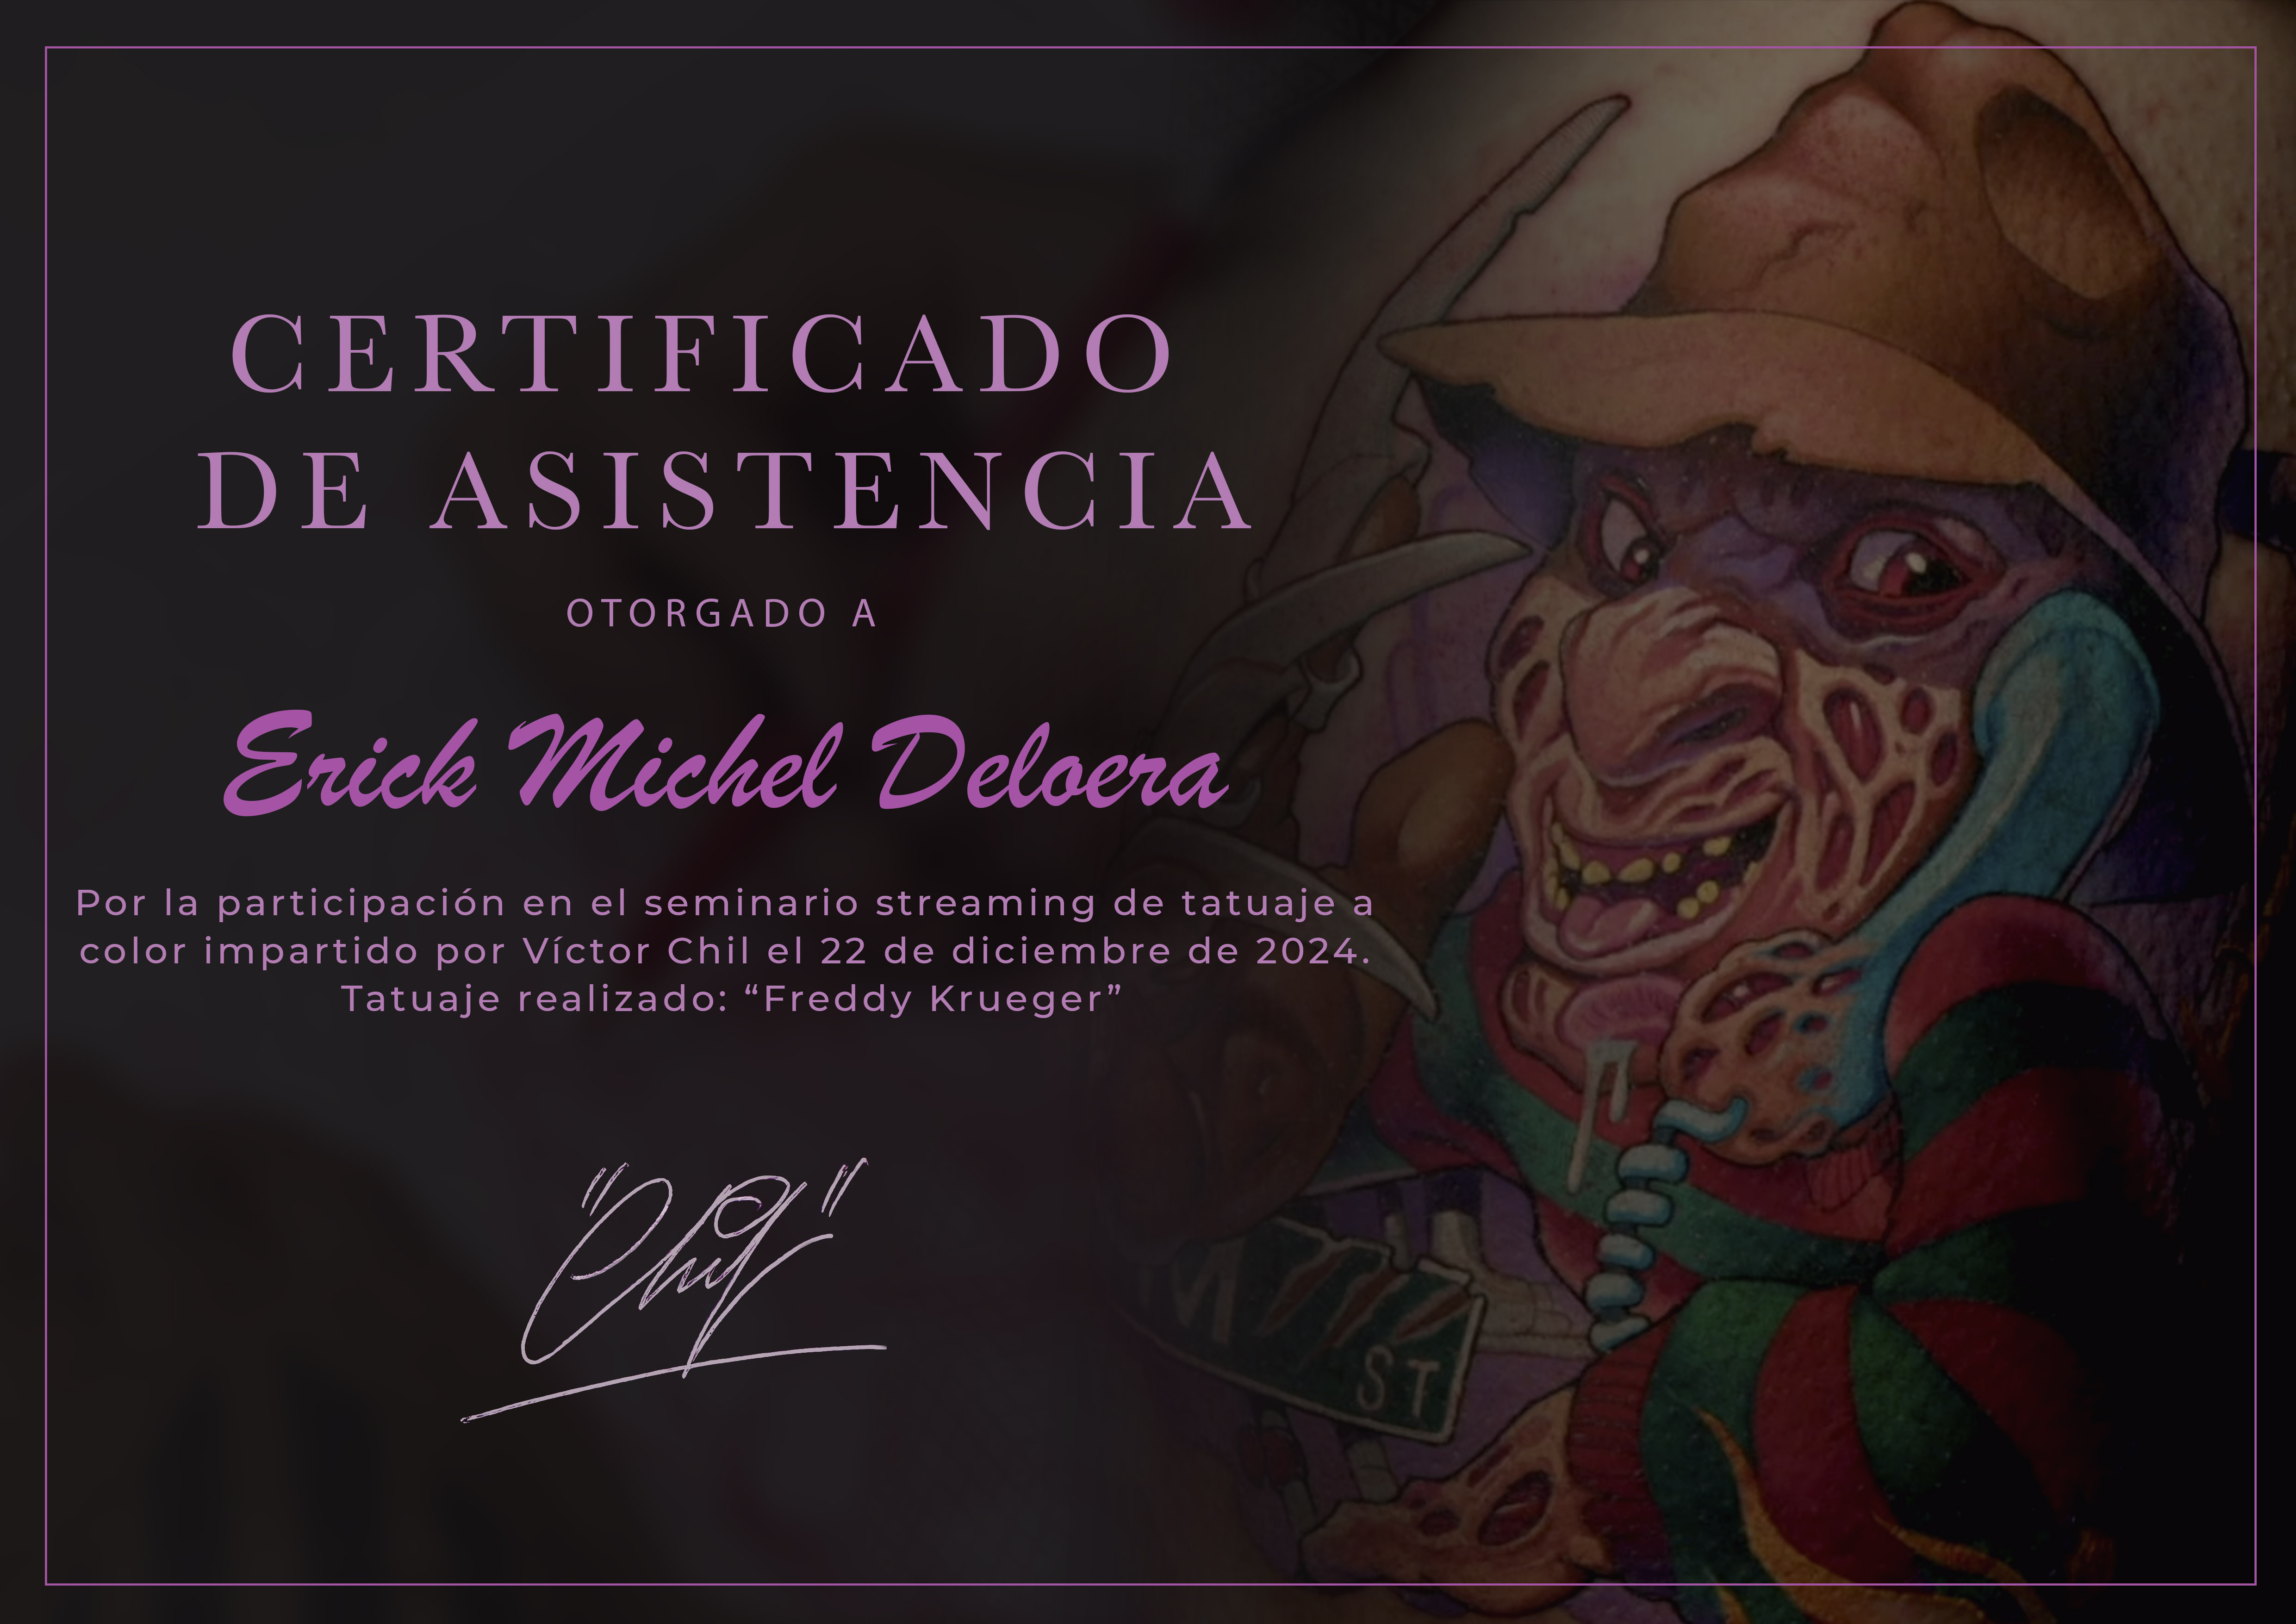 CERTIFICADO
DE ASISTENCIA
OTORGADO A
Erick Michel Deloera
Por la participación en el seminario streaming de tatuaje a
color impartido por Víctor Chil el 22 de diciembre de 2024.
Tatuaje realizado: “Freddy Krueger”
"Chil"
M
ST